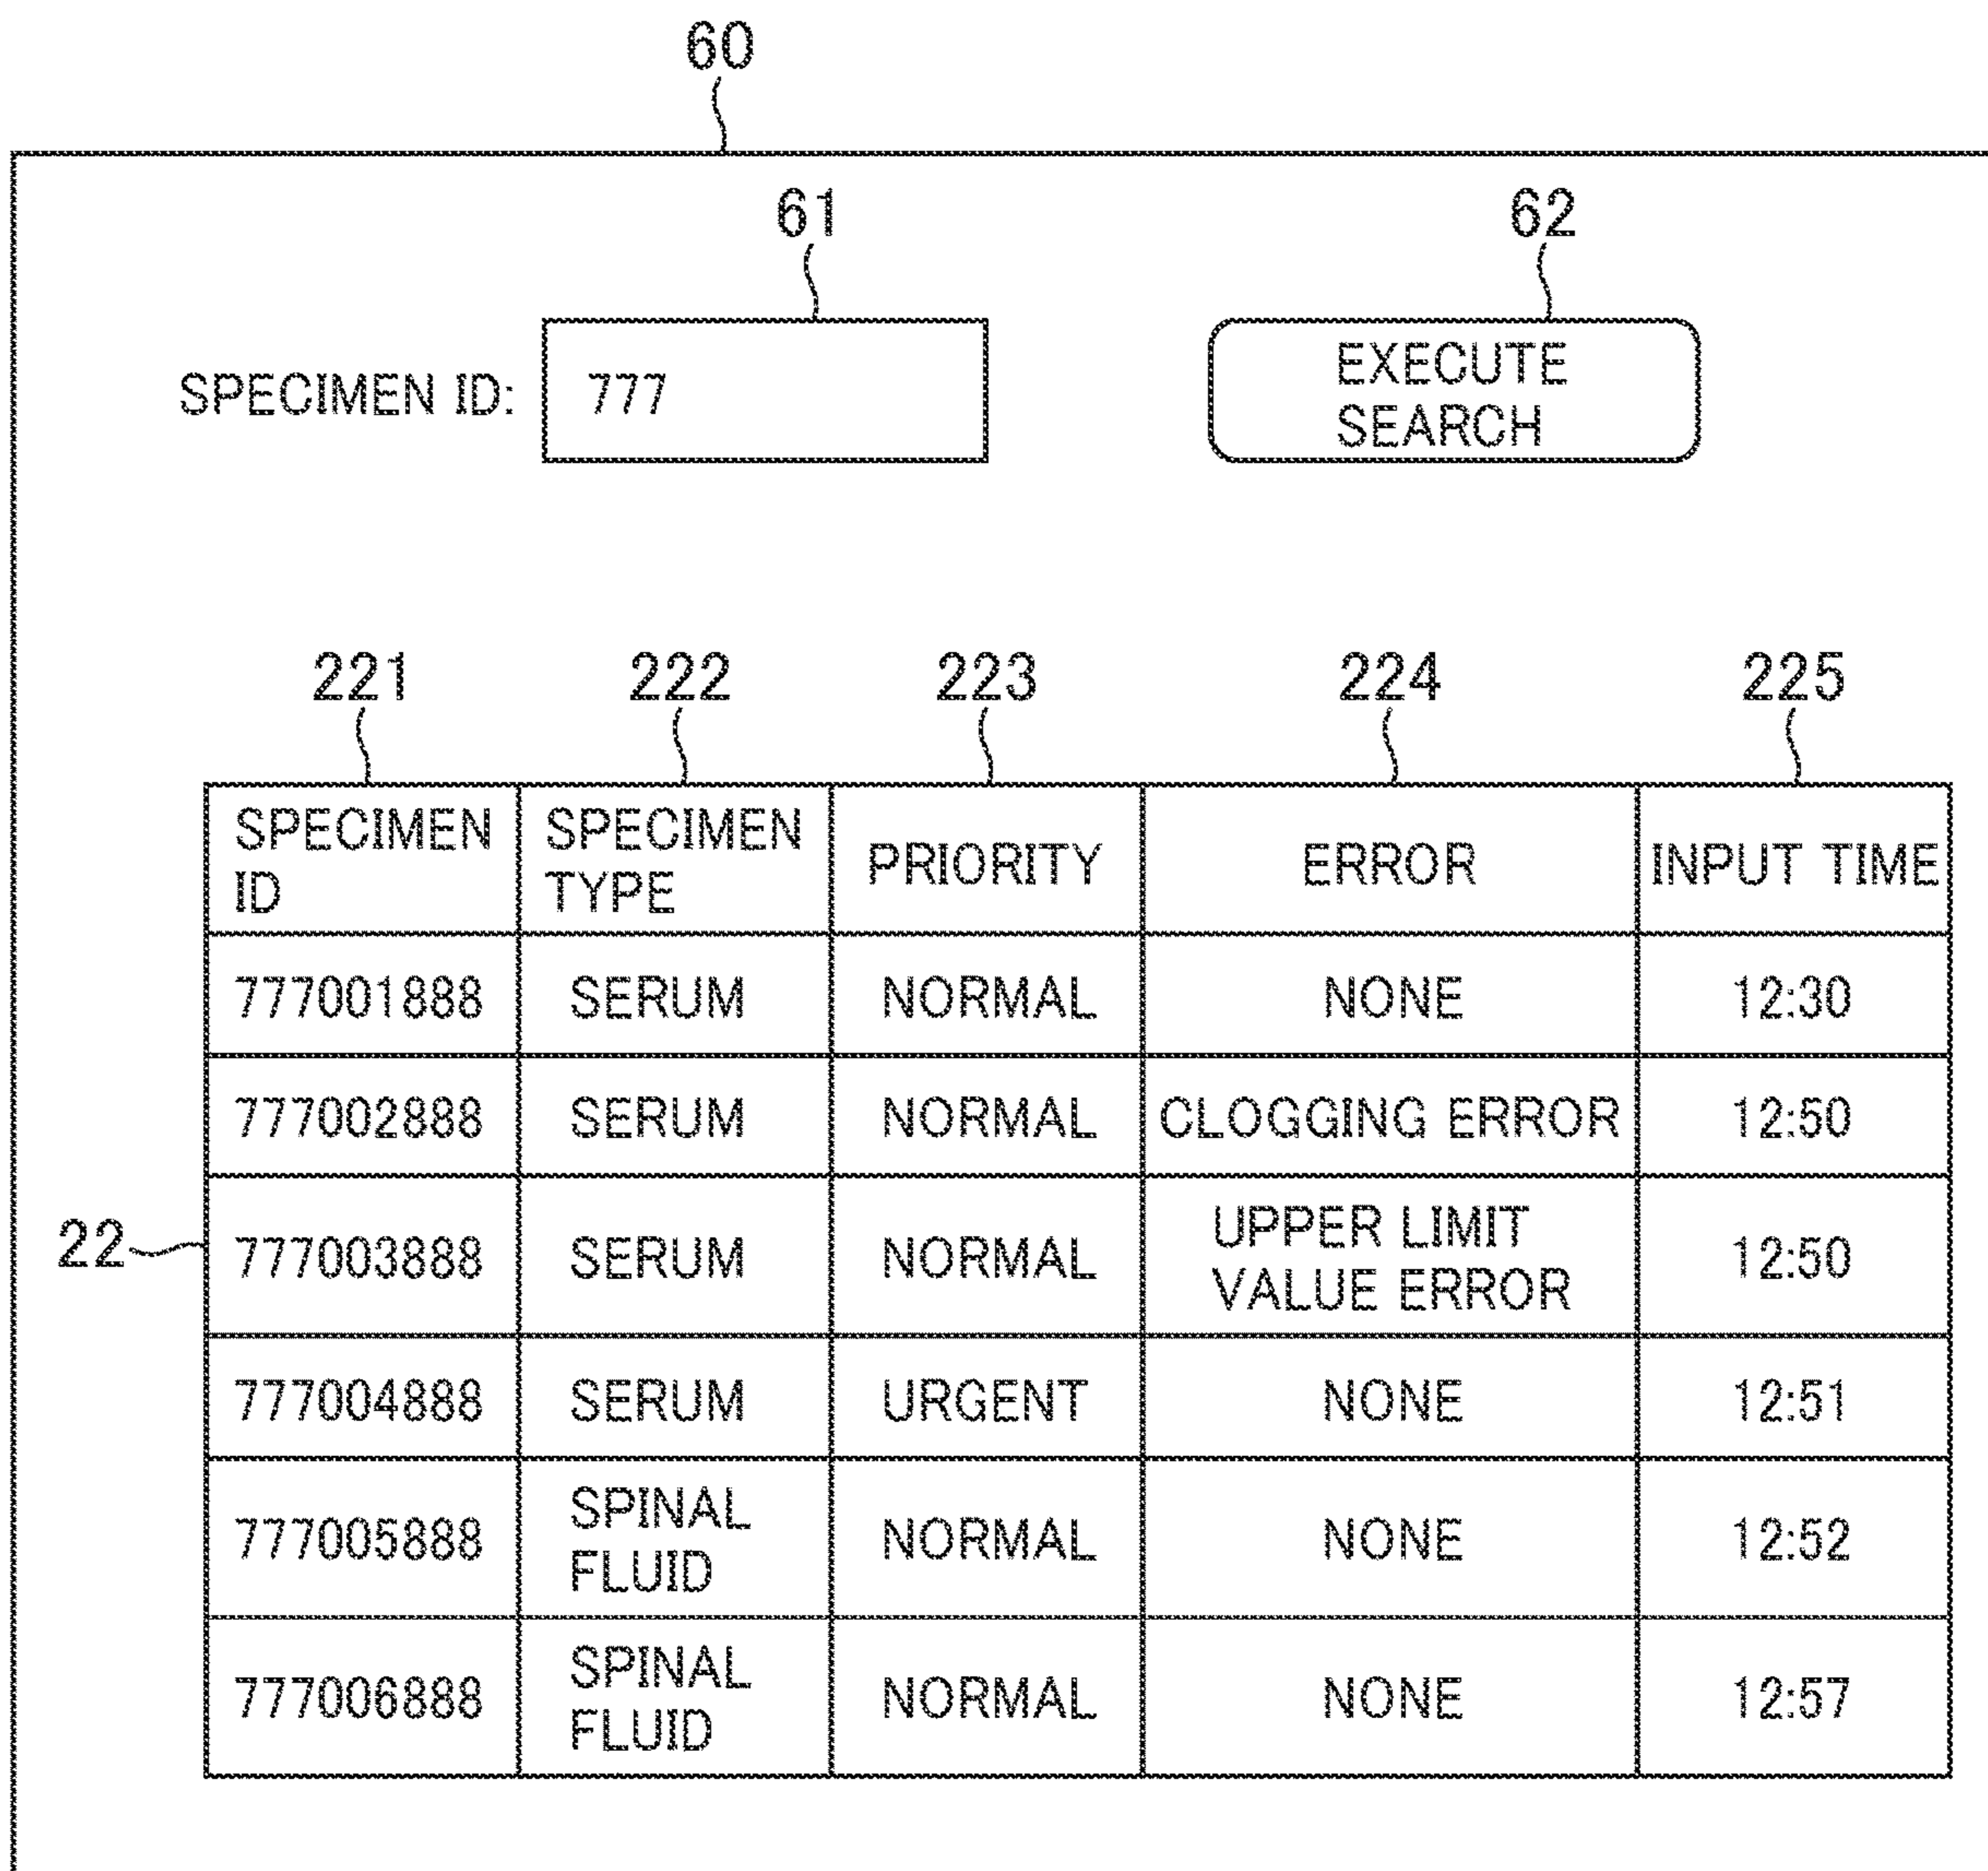 60
61
62
SPECIMEN ID:
777
EXECUTE
SEARCH
221
222
223
224
225
SPECIMEN
ID
SPECIMEN
TYPE
PRIORITY
ERROR
INPUT TIME
777001888
SERUM
NORMAL
NONE
12:30
777002888
SERUM
NORMAL
CLOGGING ERROR
12:50
22
777003888
SERUM
NORMAL
UPPER LIMIT
VALUE ERROR
12:50
777004888
SERUM
URGENT
NONE
12:51
777005888
SPINAL
FLUID
NORMAL
NONE
12:52
777006888
SPINAL
FLUID
NORMAL
NONE
12:57